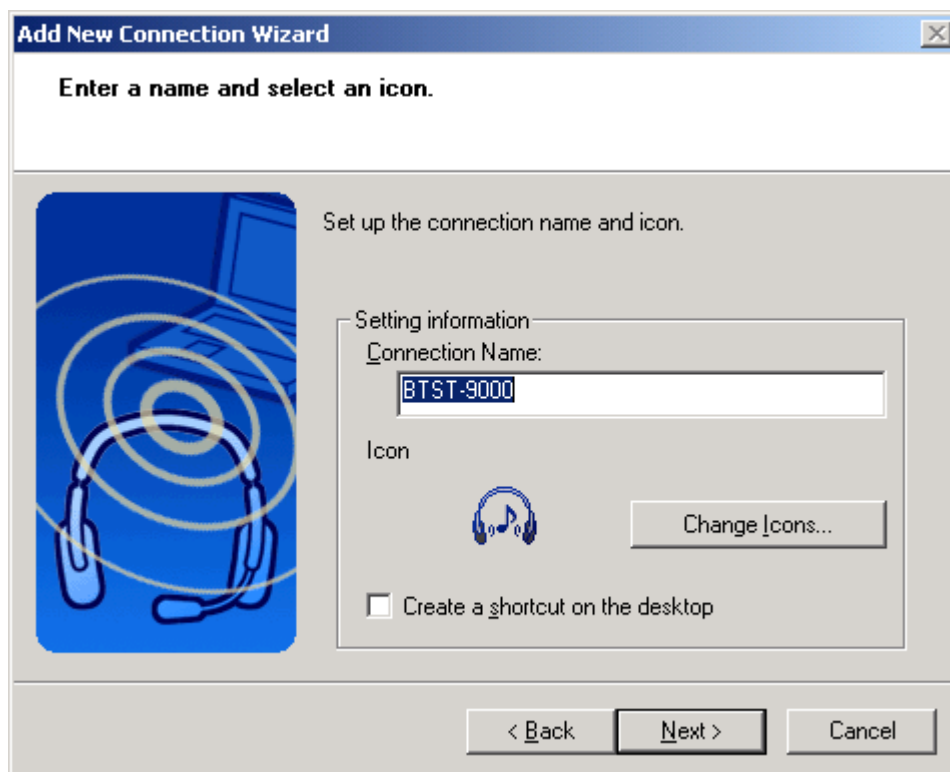 Add New Connection Wizard
Enter a name and select an icon.
Set up the connection name and icon.
Setting information
Connection Name:
BTST-9000
Icon
Change Icons...
Create a shortcut on the desktop
< Back
Next >
Cancel